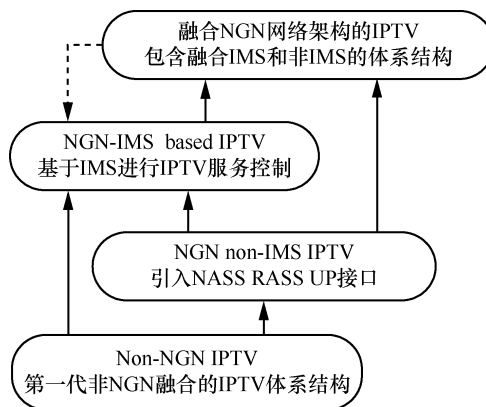 融合NGN网络架构的IPTV
包含融合IMS和非IMS的体系结构
NGN-IMS based IPTV
基于IMS进行IPTV服务控制
NGN non-IMS IPTV
引入NASS RASS UP接口
Non-NGN IPTV
第一代非NGN融合的IPTV体系结构